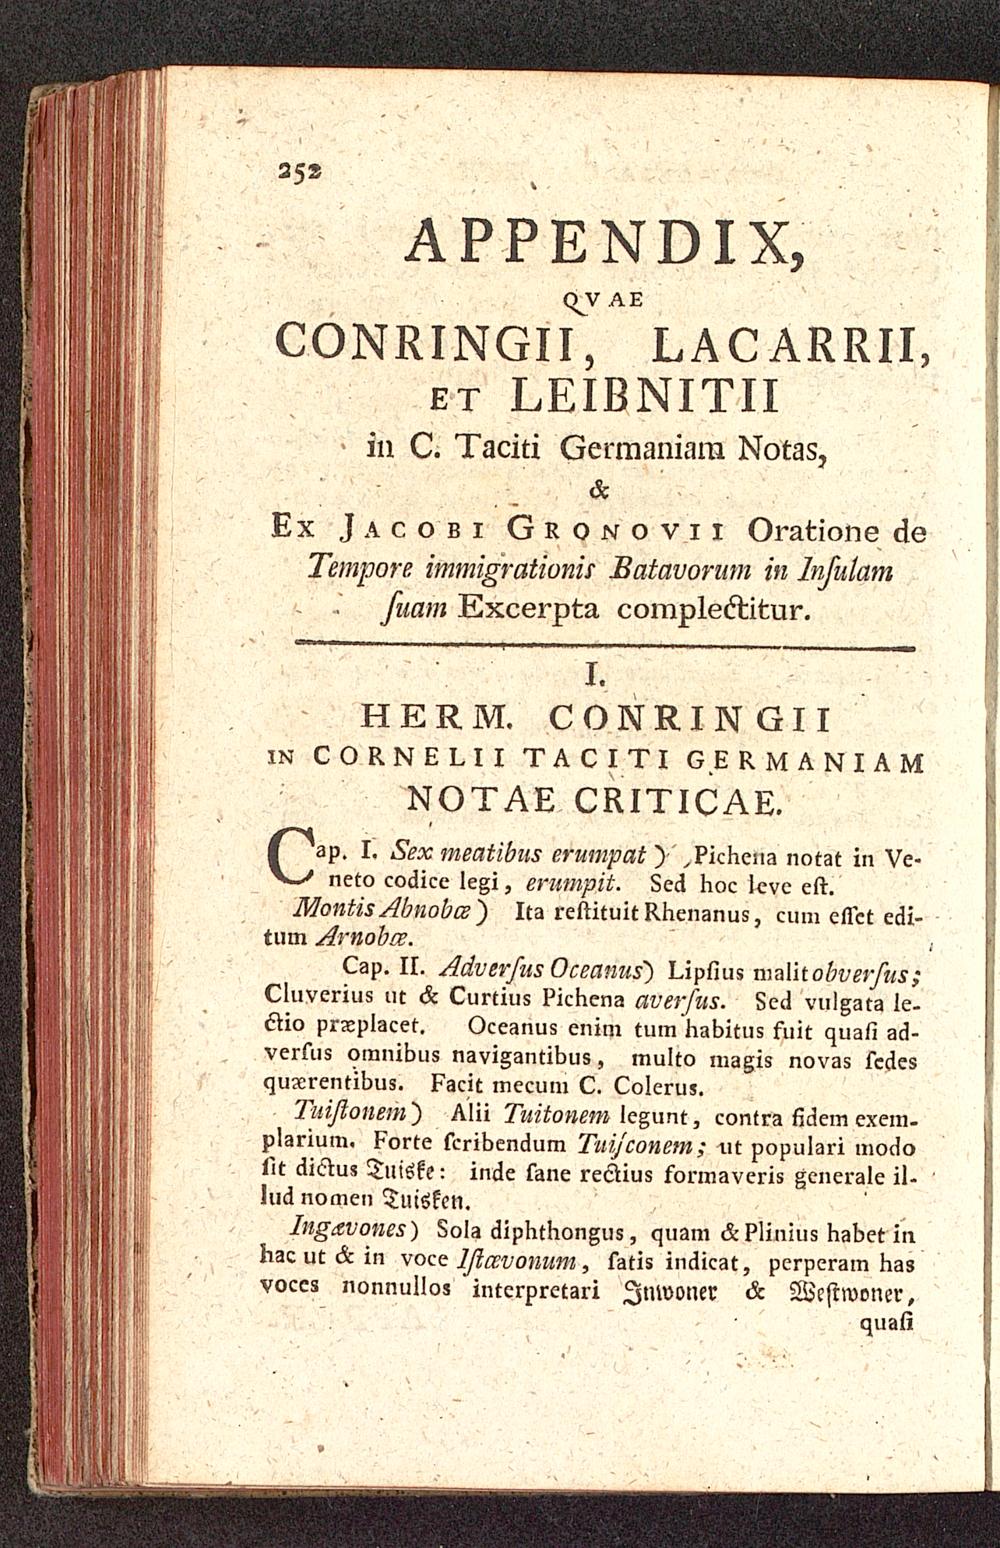 252
APPENDIX,
QVAE
CONRINGII, LACARRII,
ET LEIBNITII
in C. Taciti Germaniam Notas,
&
EX JACOBI GRONOVII Oratione de
Tempore immigrationis Batavorum in Inſulam
ſuam Excerpta complectitur.
I.
HERM. CONRINGII
IN CORNELII TACITI GERMANIAM
NOTAE CRITICAE.
Cap. I. Sex meatibus erumpat) Pichena notat in Ve-
neto codice legi, erumpit. Sed hoc leve eſt.
Montis Abnobæ) Ita reſtituit Rhenanus, cum eſſet edi-
tum Arnobæ.
Cap. II. Adverſus Oceanus) Lipſius malit obverſus;
Cluverius ut & Curtius Pichena averſus. Sed vulgata le-
ctio præplacet. Oceanus enim tum habitus fuit quaſi ad-
verſus omnibus navigantibus, multo magis novas ſedes
quærentibus. Facit mecum C. Colerus.
Tuiſtonem) Alii Tuitonem legunt, contra fidem exem-
plarium. Forte ſcribendum Tuiſconem; ut populari modo
ſit dictus Tuiske: inde ſane rectius formaveris generale il-
lud nomen Tuisken.
Ingævones) Sola diphthongus, quam & Plinius habet in
hac ut & in voce Iſtævonum, ſatis indicat, perperam has
voces nonnullos interpretari Inwoner & Weſtwoner,
quaſi